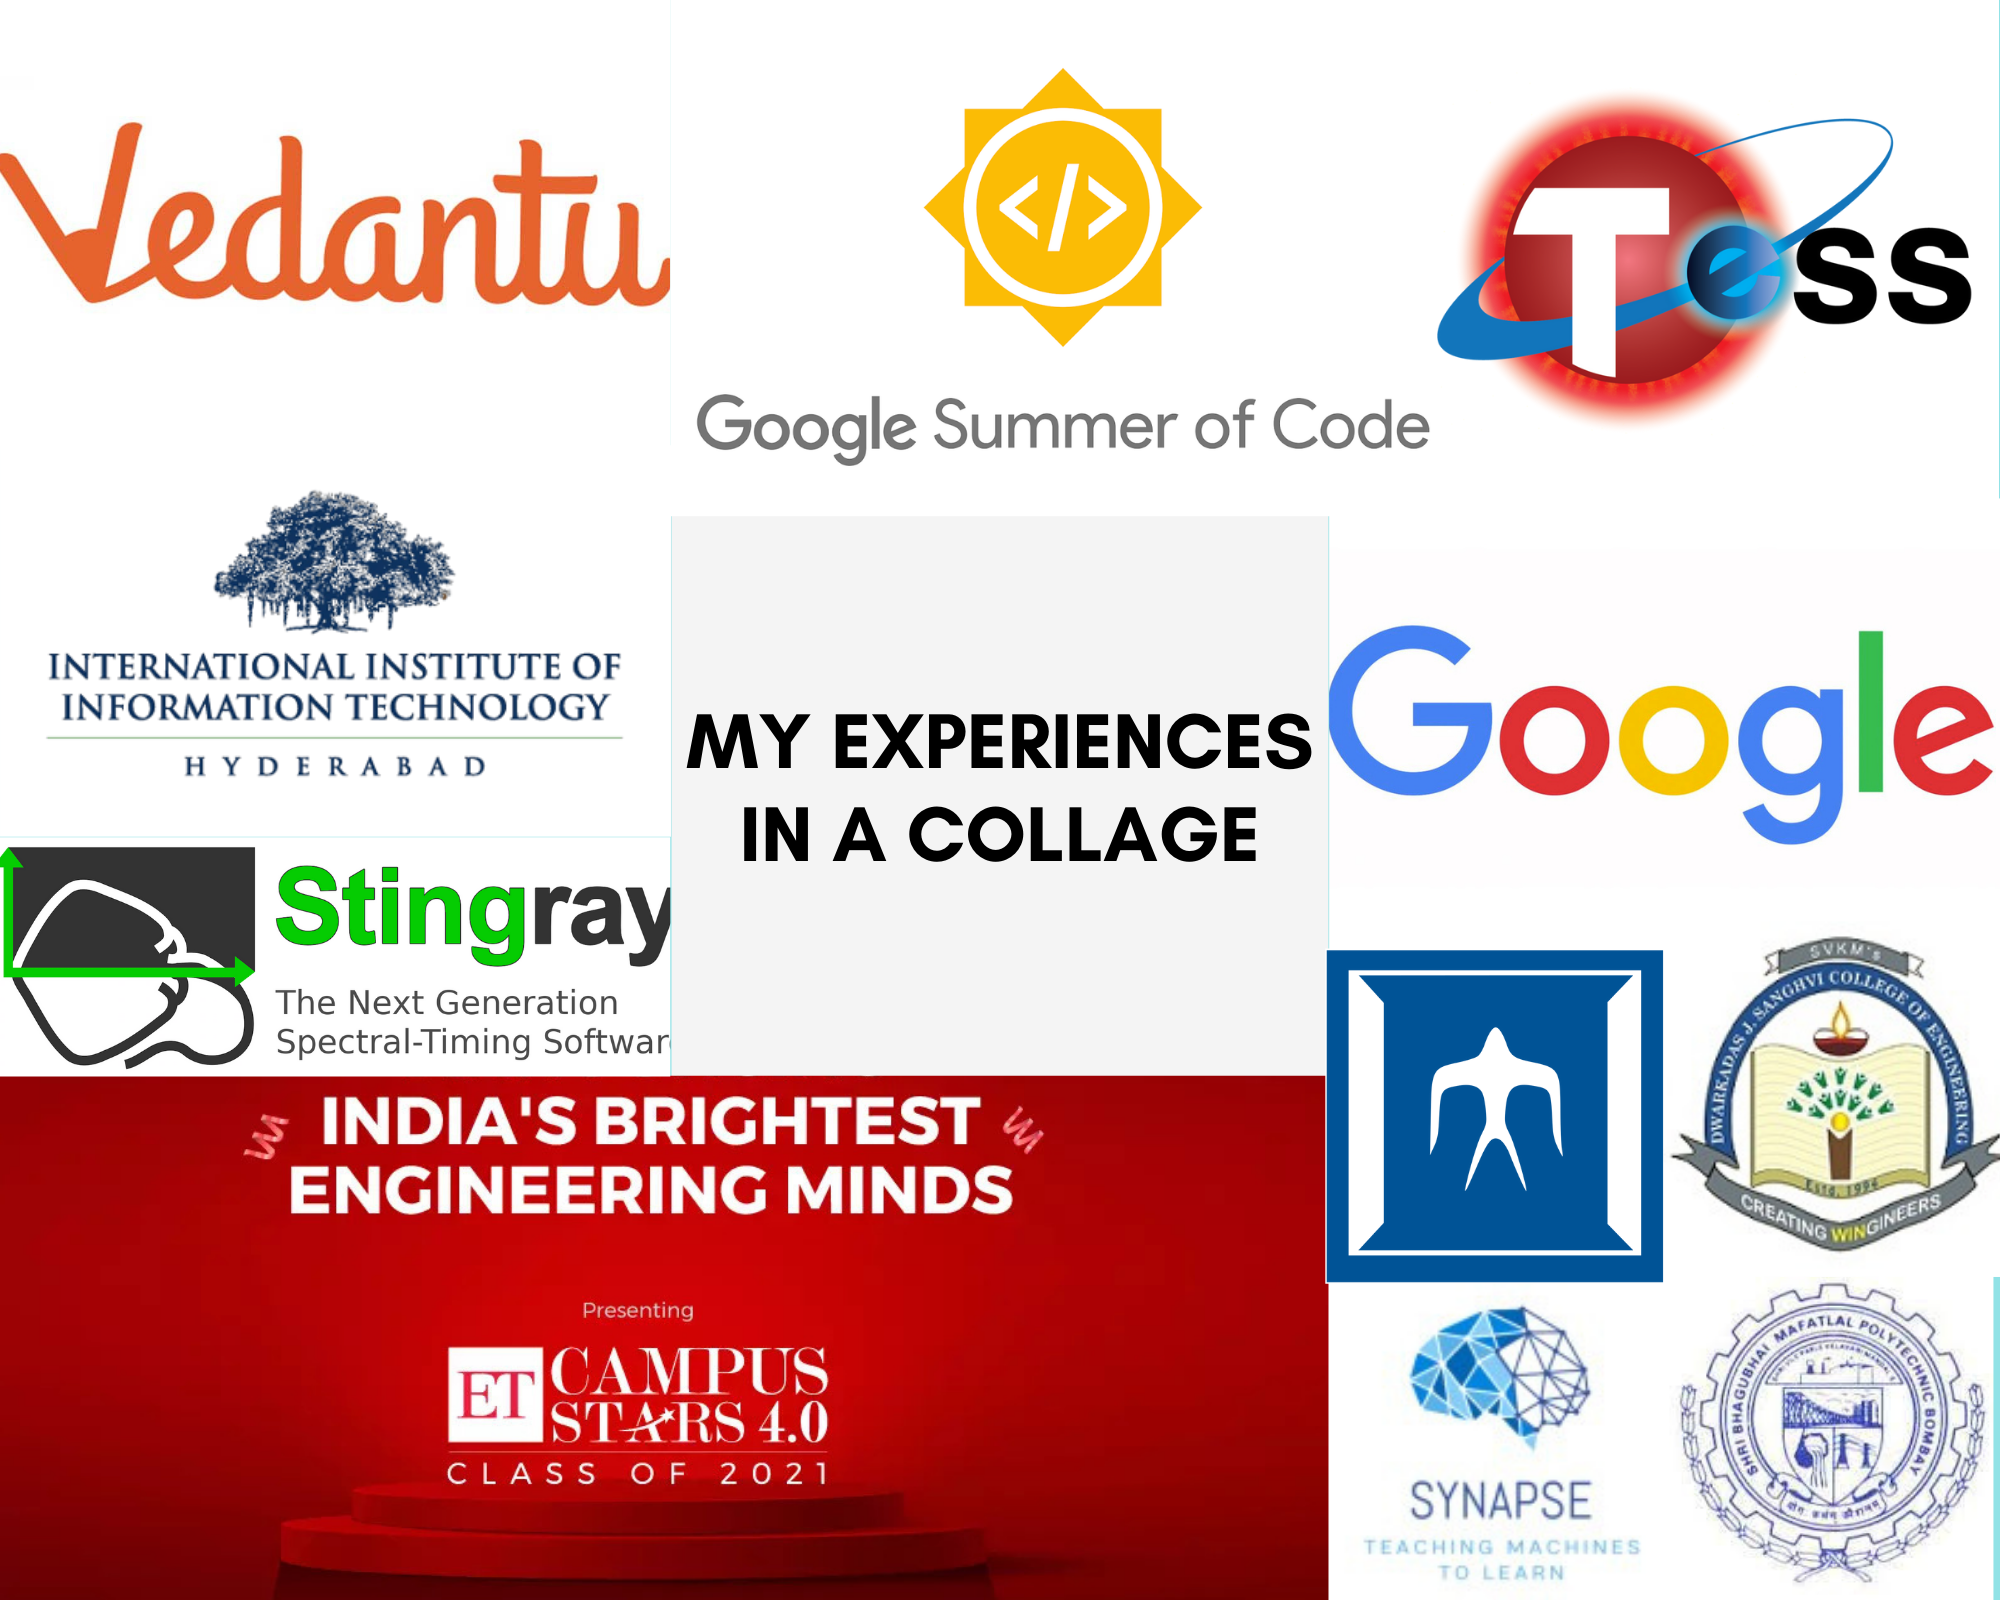 Vedantu
</>
Google Summer of Code
Tess
INTERNATIONAL INSTITUTE OF
INFORMATION TECHNOLOGY
HYDERABAD
MY EXPERIENCES
IN A COLLAGE
Google
Stingray
The Next Generation
Spectral-Timing Softwar
SVKM's
DWARKADAS J. SANGHVI COLLEGE OF ENGINEERING
Estd. 1994
CREATING WINGINEERS
INDIA'S BRIGHTEST
ENGINEERING MINDS
Presenting
ET CAMPUS
STARS 4.0
CLASS OF 2021
SYNAPSE
TEACHING MACHINES
TO LEARN
SHRI BHAGUBHAI MAFATLAL POLYTECHNIC BOMBAY